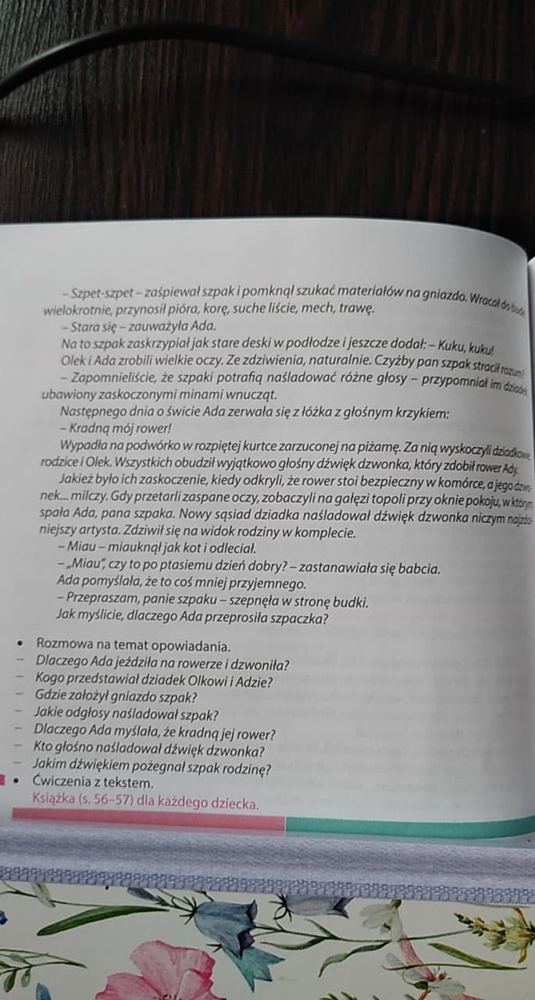 – Szpet-szpet – zaśpiewał szpak i pomknął szukać materiałów na gniazdo. Wracał do budki
wielokrotnie, przynosił pióra, korę, suche liście, mech, trawę.
– Stara się – zauważyła Ada.
Na to szpak zaskrzypiał jak stare deski w podłodze i jeszcze dodał: – Kuku, kuku!
Olek i Ada zrobili wielkie oczy. Ze zdziwienia, naturalnie. Czyżby pan szpak stracił rozum?
– Zapomnieliście, że szpaki potrafią naśladować różne głosy – przypomniał im dziadek,
ubawiony zaskoczonymi minami wnucząt.
Następnego dnia o świcie Ada zerwała się z łóżka z głośnym krzykiem:
– Kradną mój rower!
Wypadła na podwórko w rozpiętej kurtce zarzuconej na piżamę. Za nią wyskoczyli dziadkowie,
rodzice i Olek. Wszystkich obudził wyjątkowo głośny dźwięk dzwonka, który zdobił rower Ady.
Jakież było ich zaskoczenie, kiedy odkryli, że rower stoi bezpieczny w komórce, a jego dzwo-
nek... milczy. Gdy przetarli zaspane oczy, zobaczyli na gałęzi topoli przy oknie pokoju, w którym
spała Ada, pana szpaka. Nowy sąsiad dziadka naśladował dźwięk dzwonka niczym najzdol-
niejszy artysta. Zdziwił się na widok rodziny w komplecie.
– Miau – miauknął jak kot i odleciał.
– „Miau”, czy to po ptasiemu dzień dobry? – zastanawiała się babcia.
Ada pomyślała, że to coś mniej przyjemnego.
– Przepraszam, panie szpaku – szepnęła w stronę budki.
Jak myślicie, dlaczego Ada przeprosiła szpaczka?
• Rozmowa na temat opowiadania.
– Dlaczego Ada jeździła na rowerze i dzwoniła?
– Kogo przedstawiał dziadek Olkowi i Adzie?
– Gdzie założył gniazdo szpak?
– Jakie odgłosy naśladował szpak?
– Dlaczego Ada myślała, że kradną jej rower?
– Kto głośno naśladował dźwięk dzwonka?
– Jakim dźwiękiem pożegnał szpak rodzinę?
• Ćwiczenia z tekstem.
Książka (s. 56–57) dla każdego dziecka.